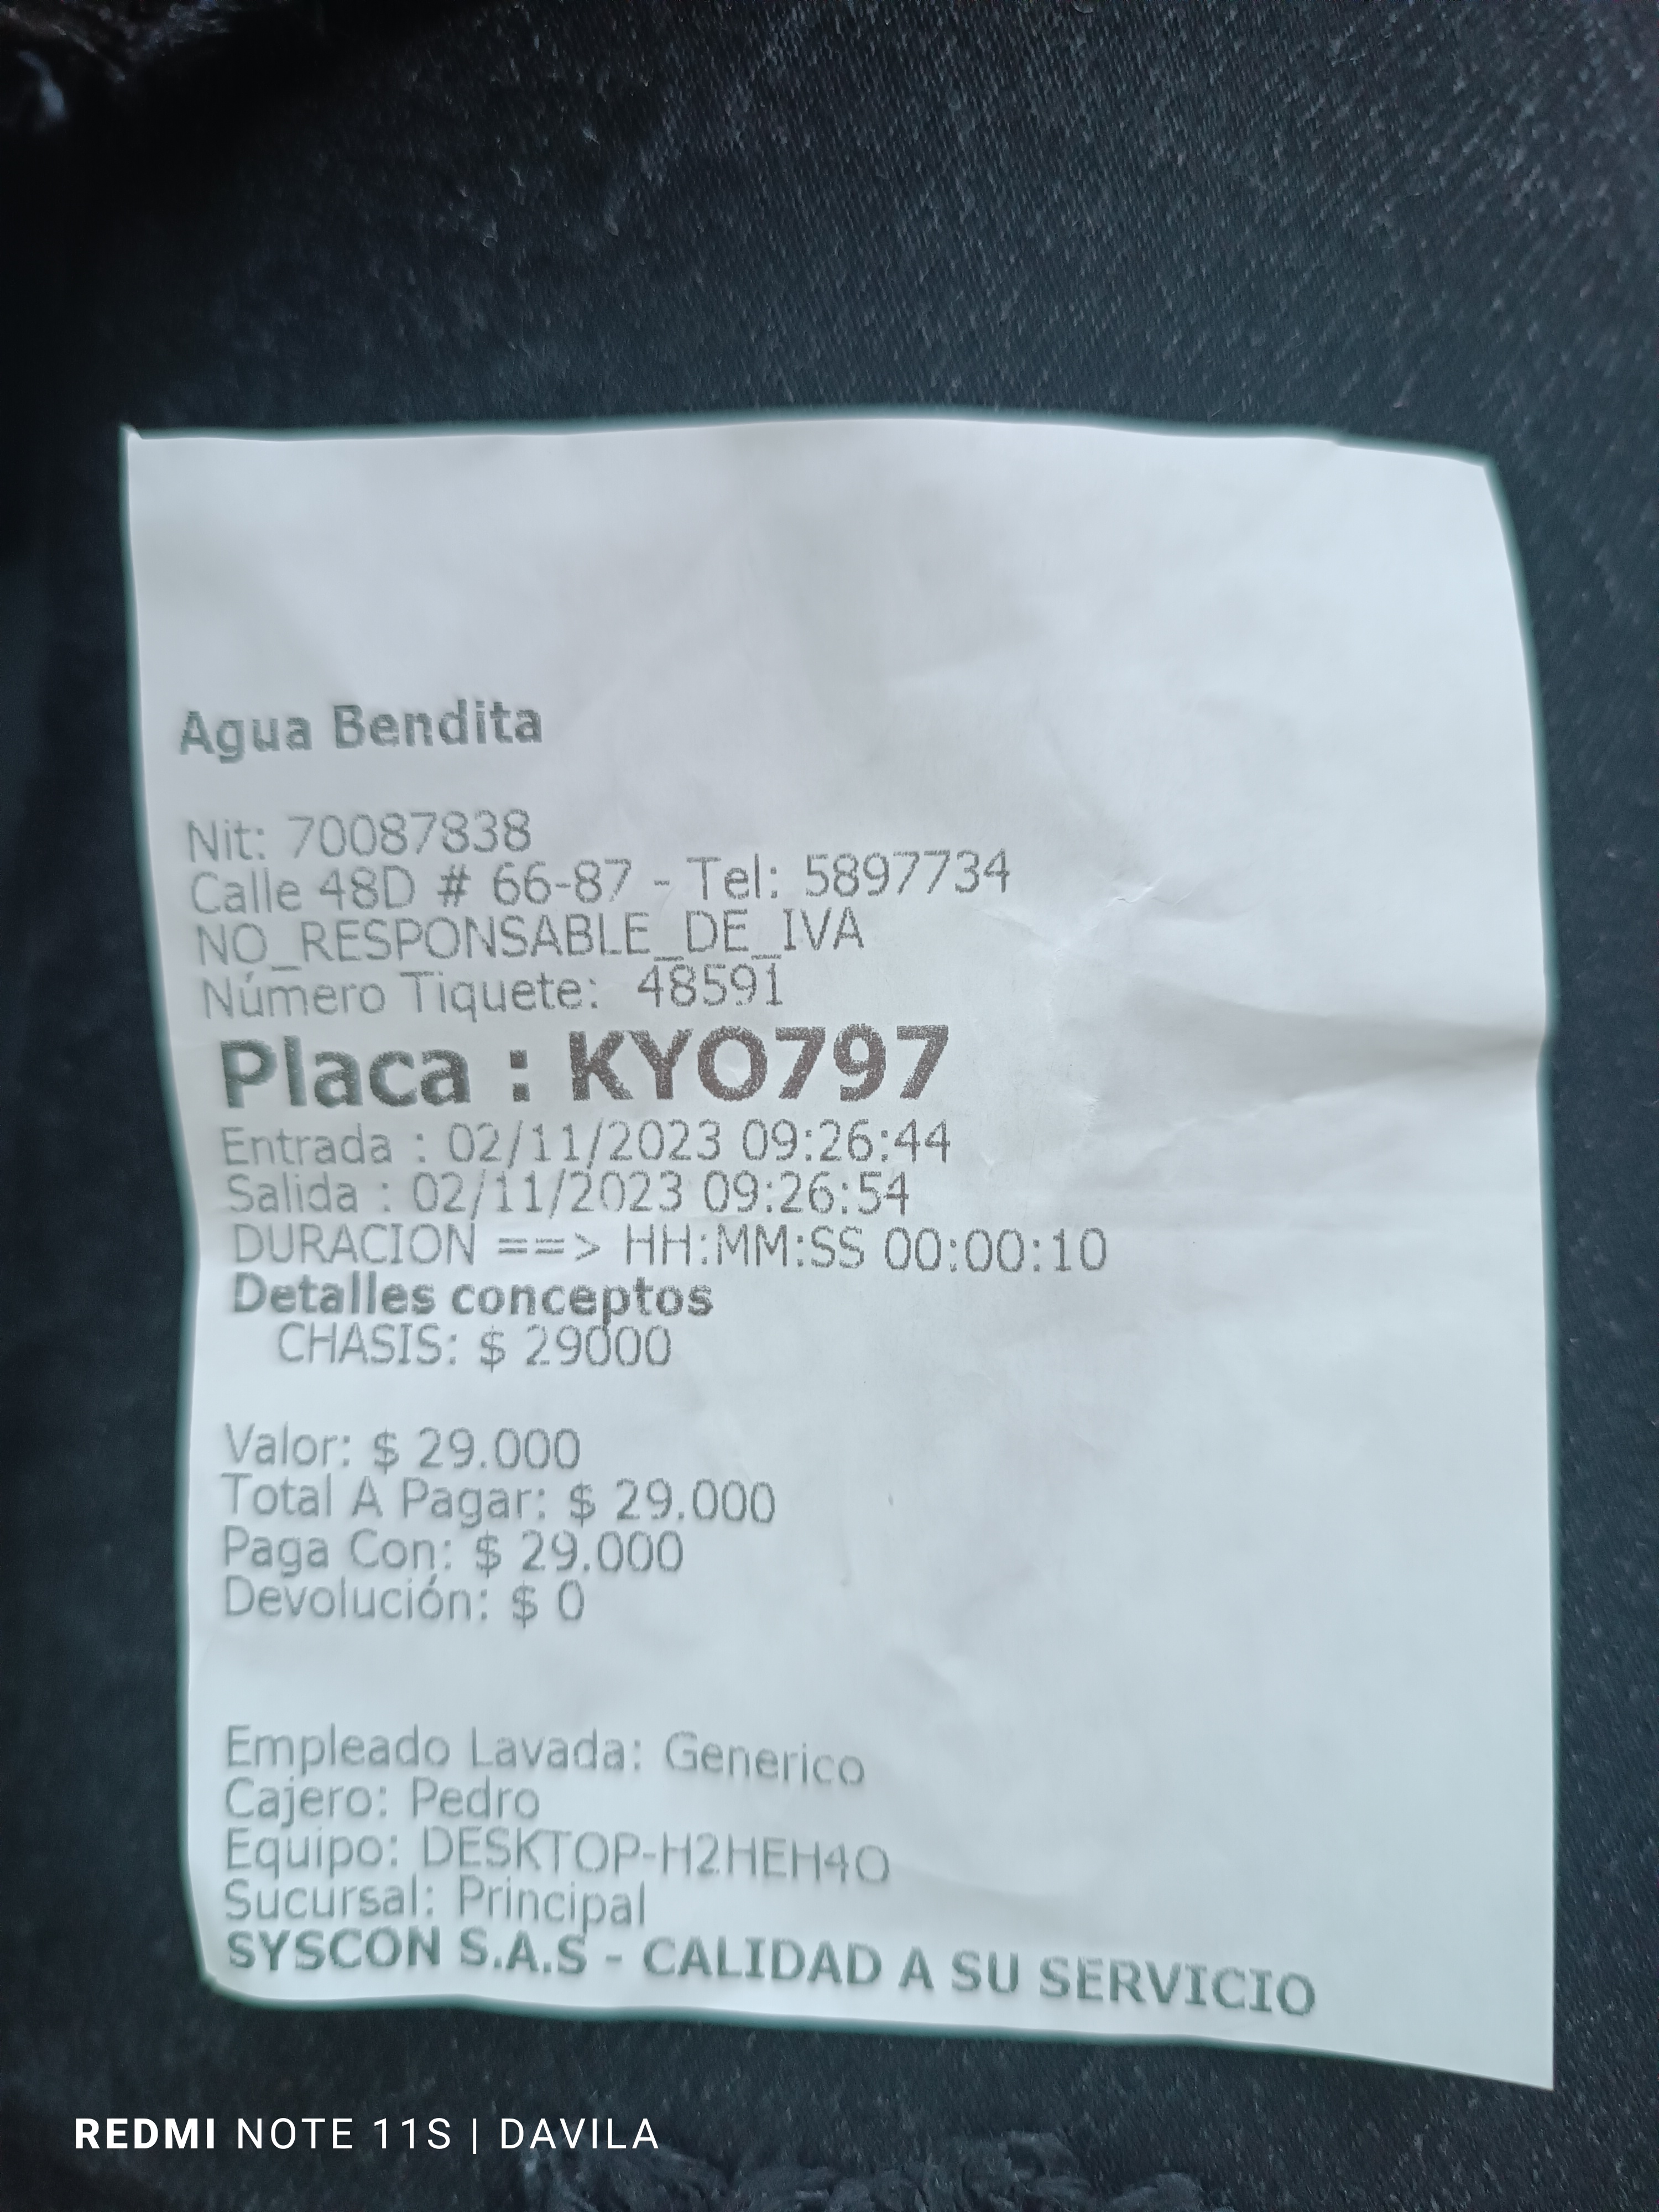 Agua Bendita
Nit: 70087838
Calle 48D # 66-87 - Tel: 5897734
NO_RESPONSABLE_DE_IVA
Número Tiquete: 48591
Placa : KYO797
Entrada : 02/11/2023 09:26:44
Salida : 02/11/2023 09:26:54
DURACION ==> HH:MM:SS 00:00:10
Detalles conceptos
CHASIS: $ 29000
Valor: $ 29.000
Total A Pagar: $ 29.000
Paga Con: $ 29.000
Devolución: $ 0
Empleado Lavada: Generico
Cajero: Pedro
Equipo: DESKTOP-H2HEH4O
Sucursal: Principal
SYSCON S.A.S - CALIDAD A SU SERVICIO
REDMI NOTE 11S | DAVILA